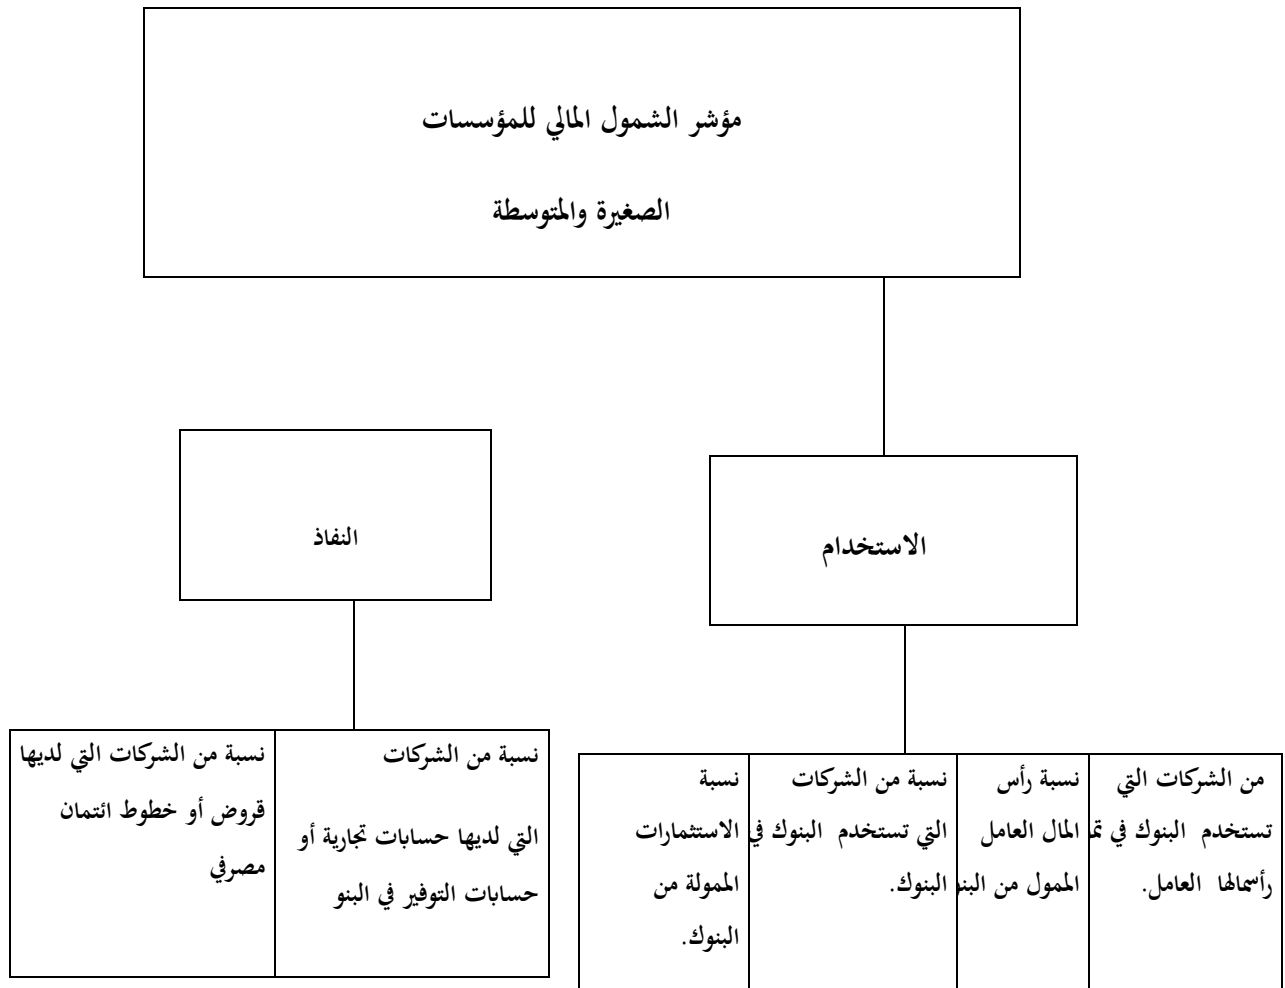 مؤشر الشمول المالي للمؤسسات
الصغيرة والمتوسطة
الاستخدام
النفاذ
من الشركات التي
تستخدم البنوك في
رأسمالها العامل.
نسبة رأس
المال العامل
الممول من البنو
نسبة من الشركات
التي تستخدم البنوك في
البنوك.
نسبة
الاستثمارات
الممولة من
البنوك.
نسبة من الشركات
التي لديها حسابات تجارية أو
حسابات التوفير في البنو
نسبة من الشركات التي لديها
قروض أو خطوط ائتمان
مصرفي